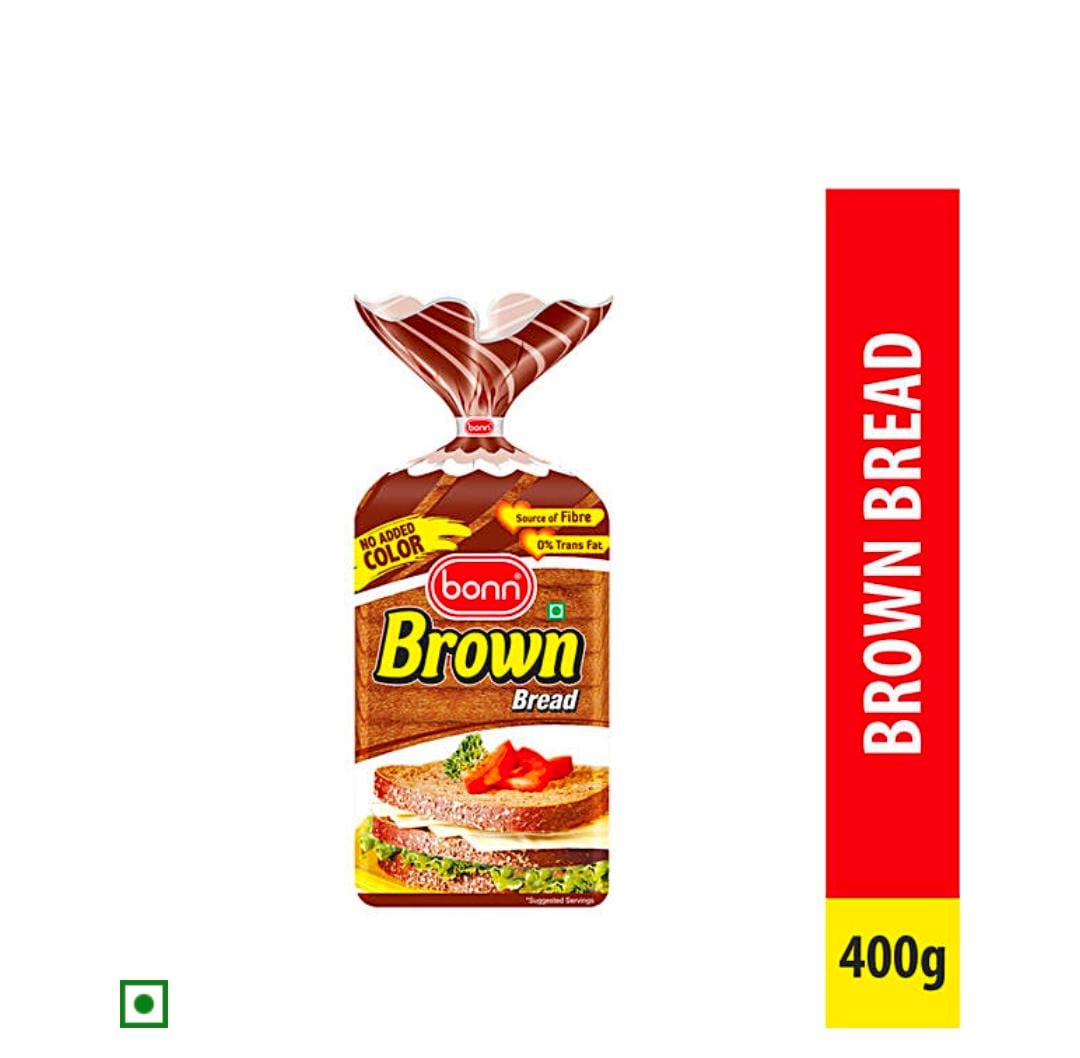 bonn
NO ADDED
COLOR
Source of Fibre
0% Trans Fat
bonn®
Brown
Bread
*Suggested Servings
BROWN BREAD
400g